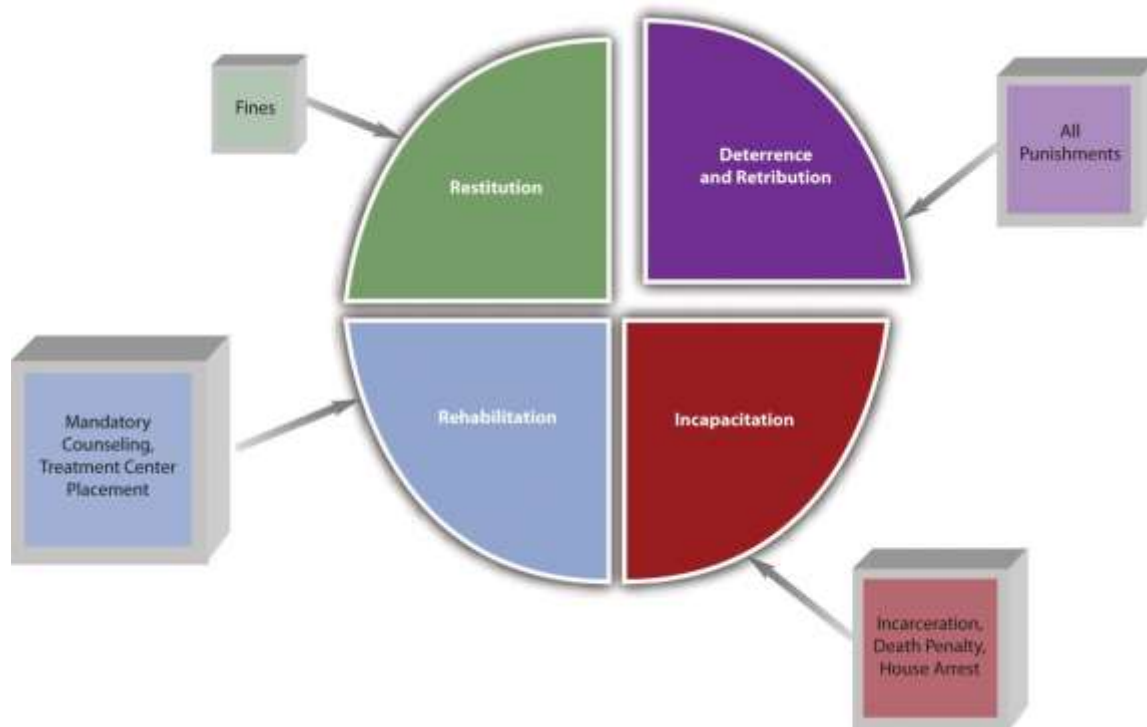 Fines
Restitution
Deterrence
and Retribution
All
Punishments
Mandatory
Counseling,
Treatment Center
Placement
Rehabilitation
Incapacitation
Incarceration,
Death Penalty,
House Arrest